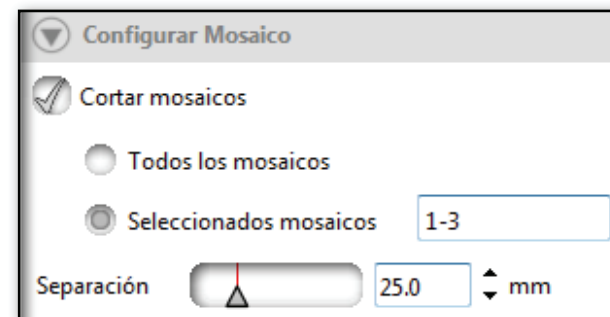 Configurar Mosaico
Cortar mosaicos
Todos los mosaicos
Seleccionados mosaicos 1-3
Separación 25.0 mm